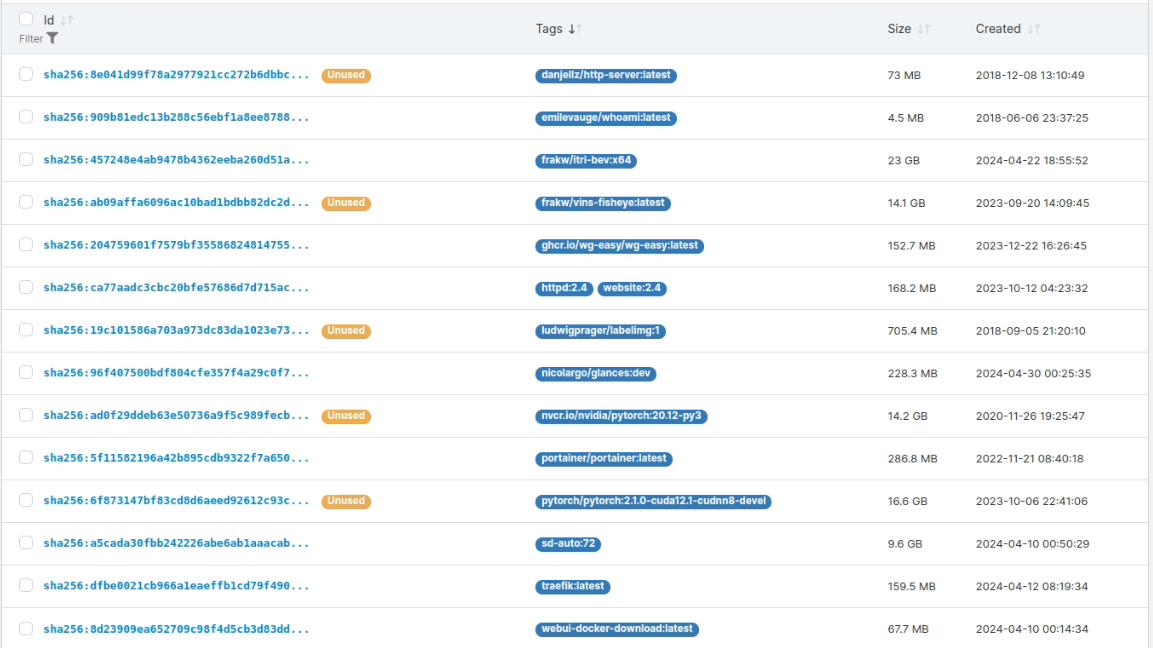 Id
Filter
Tags Size Created
sha256:8e041d99f78a2977921cc272b6dbbc... Unused danjellz/http-server:latest 73 MB 2018-12-08 13:10:49
sha256:909b81edc13b288c56ebf1a8ee8788... emilevauge/whoami:latest 4.5 MB 2018-06-06 23:37:25
sha256:457248e4ab9478b4362eeba260d51a... frakw/itri-bev:x64 23 GB 2024-04-22 18:55:52
sha256:ab09affa6096ac10bad1bdbb82dc2d... Unused frakw/vins-fisheye:latest 14.1 GB 2023-09-20 14:09:45
sha256:204759601f7579bf35586824814755... ghcr.io/wg-easy/wg-easy:latest 152.7 MB 2023-12-22 16:26:45
sha256:ca77aadc3cbc20bfe57686d7d715ac... httpd:2.4 website:2.4 168.2 MB 2023-10-12 04:23:32
sha256:19c101586a703a973dc83da1023e73... Unused ludwigprager/labelimg:1 705.4 MB 2018-09-05 21:20:10
sha256:96f407500bdf804cfe357f4a29c0f7... nicolargo/glances:dev 228.3 MB 2024-04-30 00:25:35
sha256:ad0f29ddeb63e50736a9f5c989fecb... Unused nvcr.io/nvidia/pytorch:20.12-py3 14.2 GB 2020-11-26 19:25:47
sha256:5f11582196a42b895cdb9322f7a650... portainer/portainer:latest 286.8 MB 2022-11-21 08:40:18
sha256:6f873147bf83cd8d6aeed92612c93c... Unused pytorch/pytorch:2.1.0-cuda12.1-cudnn8-devel 16.6 GB 2023-10-06 22:41:06
sha256:a5cada30fbb242226abe6ab1aaacab... sd-auto:72 9.6 GB 2024-04-10 00:50:29
sha256:dfbe0021cb966a1eaeffb1cd79f490... traefik:latest 159.5 MB 2024-04-12 08:19:34
sha256:8d23909ea652709c98f4d5cb3d83dd... webui-docker-download:latest 67.7 MB 2024-04-10 00:14:34